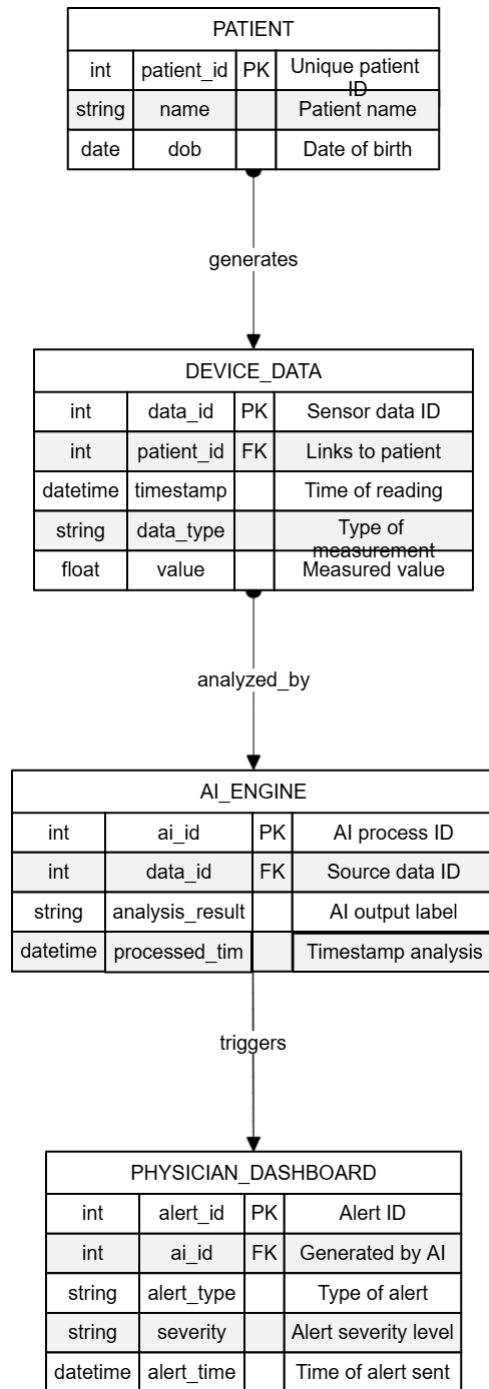 PATIENT
int patient_id PK Unique patient ID
string name Patient name
date dob Date of birth
generates
DEVICE_DATA
int data_id PK Sensor data ID
int patient_id FK Links to patient
datetime timestamp Time of reading
string data_type Type of measurement
float value Measured value
analyzed_by
AI_ENGINE
int ai_id PK AI process ID
int data_id FK Source data ID
string analysis_result AI output label
datetime processed_tim Timestamp analysis
triggers
PHYSICIAN_DASHBOARD
int alert_id PK Alert ID
int ai_id FK Generated by AI
string alert_type Type of alert
string severity Alert severity level
datetime alert_time Time of alert sent